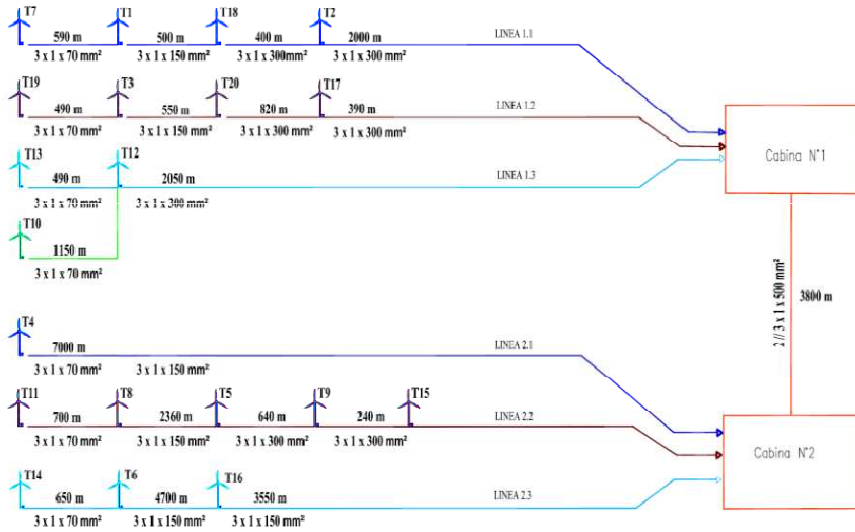 T7 T1 T18 T2
590 m 500 m 400 m 2000 m LINEA 1.1
3 x 1 x 70 mm² 3 x 1 x 150 mm² 3 x 1 x 300mm² 3 x 1 x 300 mm²
T19 T3 T20 T17
490 m 550 m 820 m 390 m LINEA 1.2
3 x 1 x 70 mm² 3 x 1 x 150 mm² 3 x 1 x 300 mm² 3 x 1 x 300 mm²
Cabina N°1
T13 T12
490 m 2050 m LINEA 1.3
3 x 1 x 70 mm² 3 x 1 x 300 mm²
T10
1150 m
3 x 1 x 70 mm²
2 // 3 x 1 x 500 mm²
3800 m
T4
7000 m LINEA 2.1
3 x 1 x 70 mm² 3 x 1 x 150 mm²
T11 T8 T5 T9 T15
700 m 2360 m 640 m 240 m LINEA 2.2
3 x 1 x 70 mm² 3 x 1 x 150 mm² 3 x 1 x 300 mm² 3 x 1 x 300 mm²
Cabina N°2
T14 T6 T16
650 m 4700 m 3550 m LINEA 2.3
3 x 1 x 70 mm² 3 x 1 x 150 mm² 3 x 1 x 150 mm²